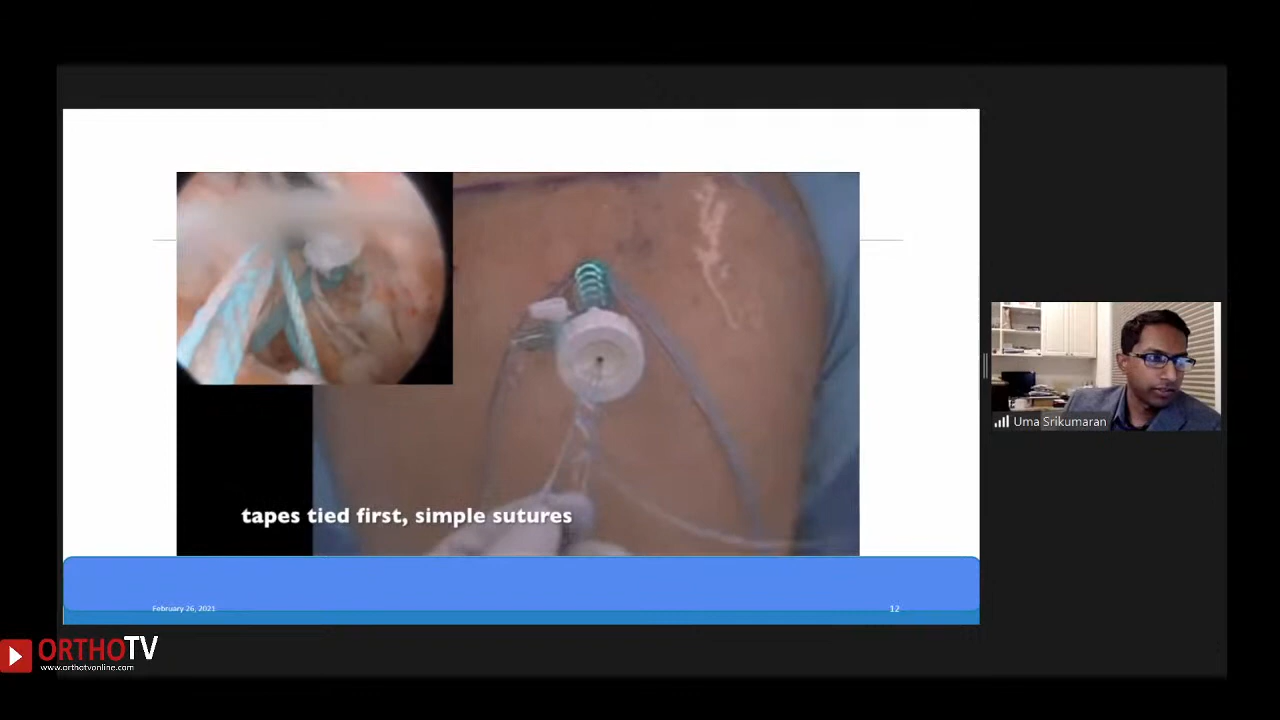 tapes tied first, simple sutures
February 26, 2021
12
Uma Srikumaran
ORTHOTV
www.orthotvonline.com